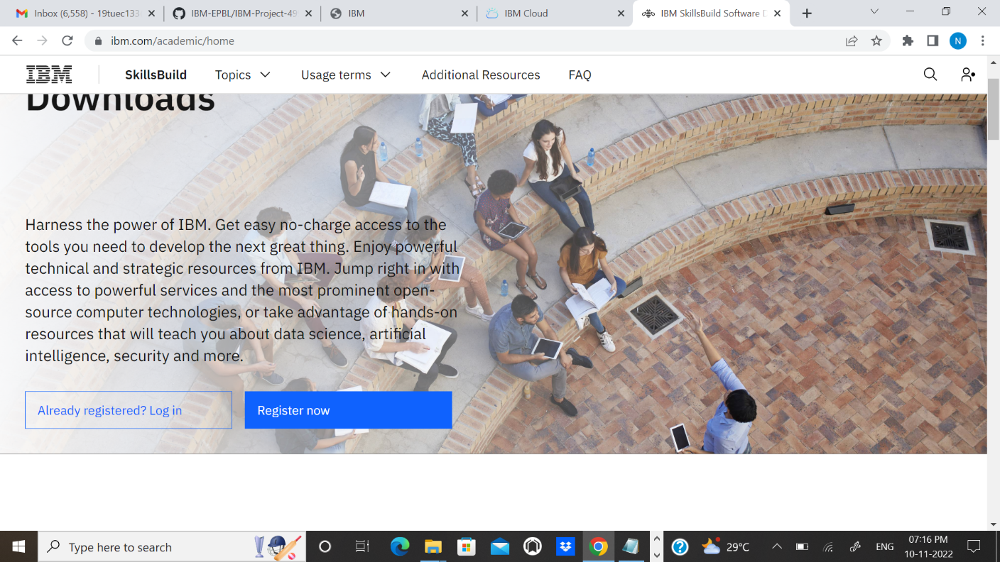 Inbox (6,558) - 19tuec133
IBM-EPBL/IBM-Project-49
IBM
IBM Cloud
IBM SkillsBuild Software D
ibm.com/academic/home
N
IBM
SkillsBuild
Topics
Usage terms
Additional Resources
FAQ
Downloads
Harness the power of IBM. Get easy no-charge access to the
tools you need to develop the next great thing. Enjoy powerful
technical and strategic resources from IBM. Jump right in with
access to powerful services and the most prominent open-
source computer technologies, or take advantage of hands-on
resources that will teach you about data science, artificial
intelligence, security and more.
Already registered? Log in
Register now
Type here to search
29°C
ENG
07:16 PM
10-11-2022